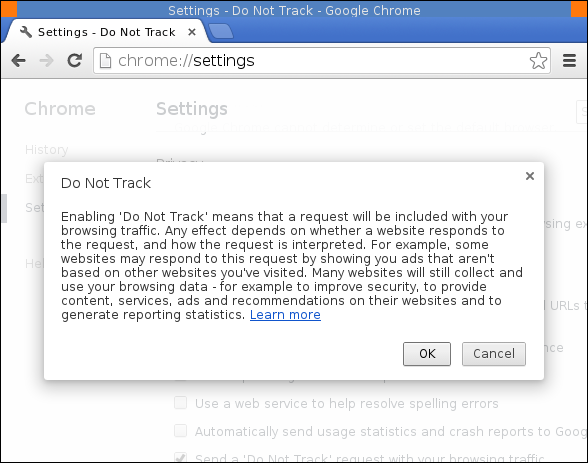 Settings - Do Not Track - Google Chrome
Settings - Do Not Track
chrome://settings
Chrome
Settings
History
Privacy
Do Not Track
Enabling 'Do Not Track' means that a request will be included with your
browsing traffic. Any effect depends on whether a website responds to
the request, and how the request is interpreted. For example, some
websites may respond to this request by showing you ads that aren't
based on other websites you've visited. Many websites will still collect and
use your browsing data - for example to improve security, to provide
content, services, ads and recommendations on their websites and to
generate reporting statistics. Learn more
URLs
OK
Cancel
Use a web service to help resolve spelling errors
Automatically send usage statistics and crash reports to Goog
Send a 'Do Not Track' request with your browsing traffic